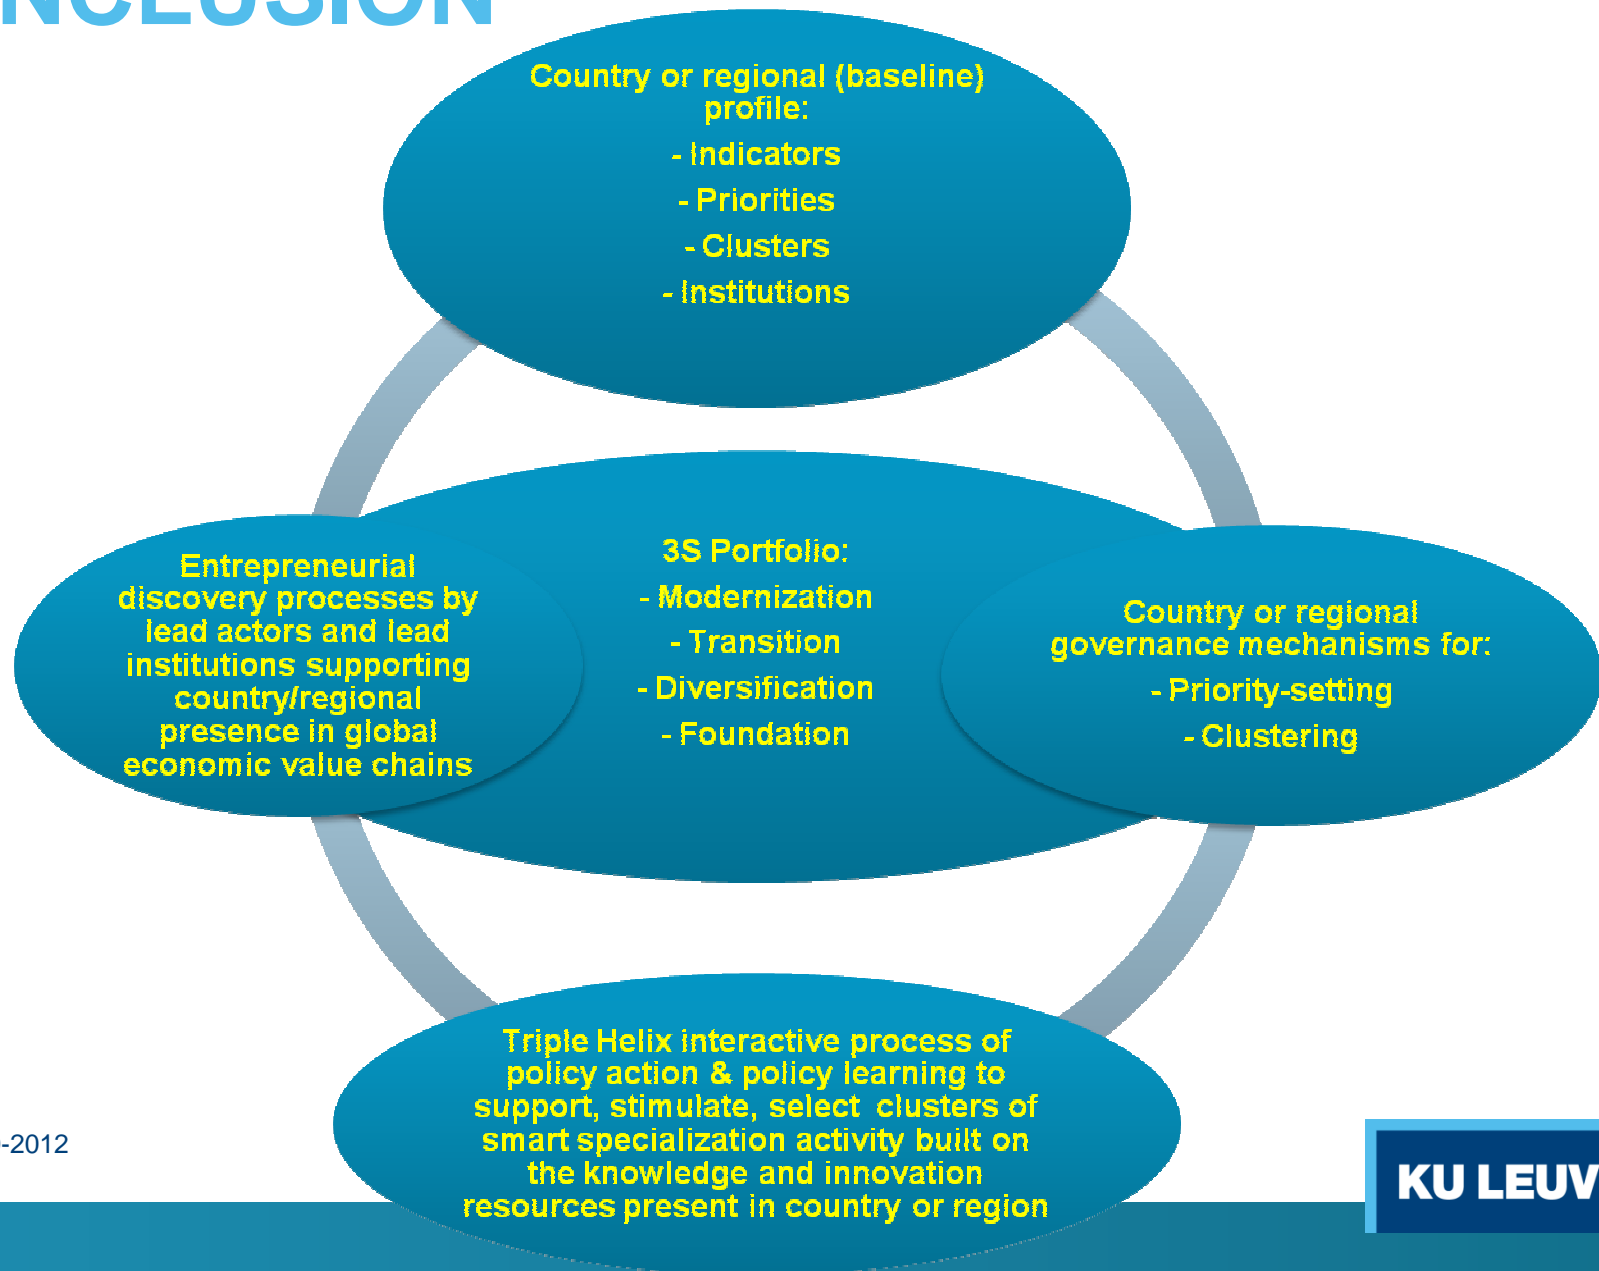 NCLUSION
Country or regional (baseline)
profile:
- Indicators
- Priorities
- Clusters
- Institutions
Entrepreneurial
discovery processes by
lead actors and lead
institutions supporting
country/regional
presence in global
economic value chains
3S Portfolio:
- Modernization
- Transition
- Diversification
- Foundation
Country or regional
governance mechanisms for:
- Priority-setting
- Clustering
Triple Helix interactive process of
policy action & policy learning to
support, stimulate, select clusters of
smart specialization activity built on
the knowledge and innovation
resources present in country or region
-2012
KU LEUV